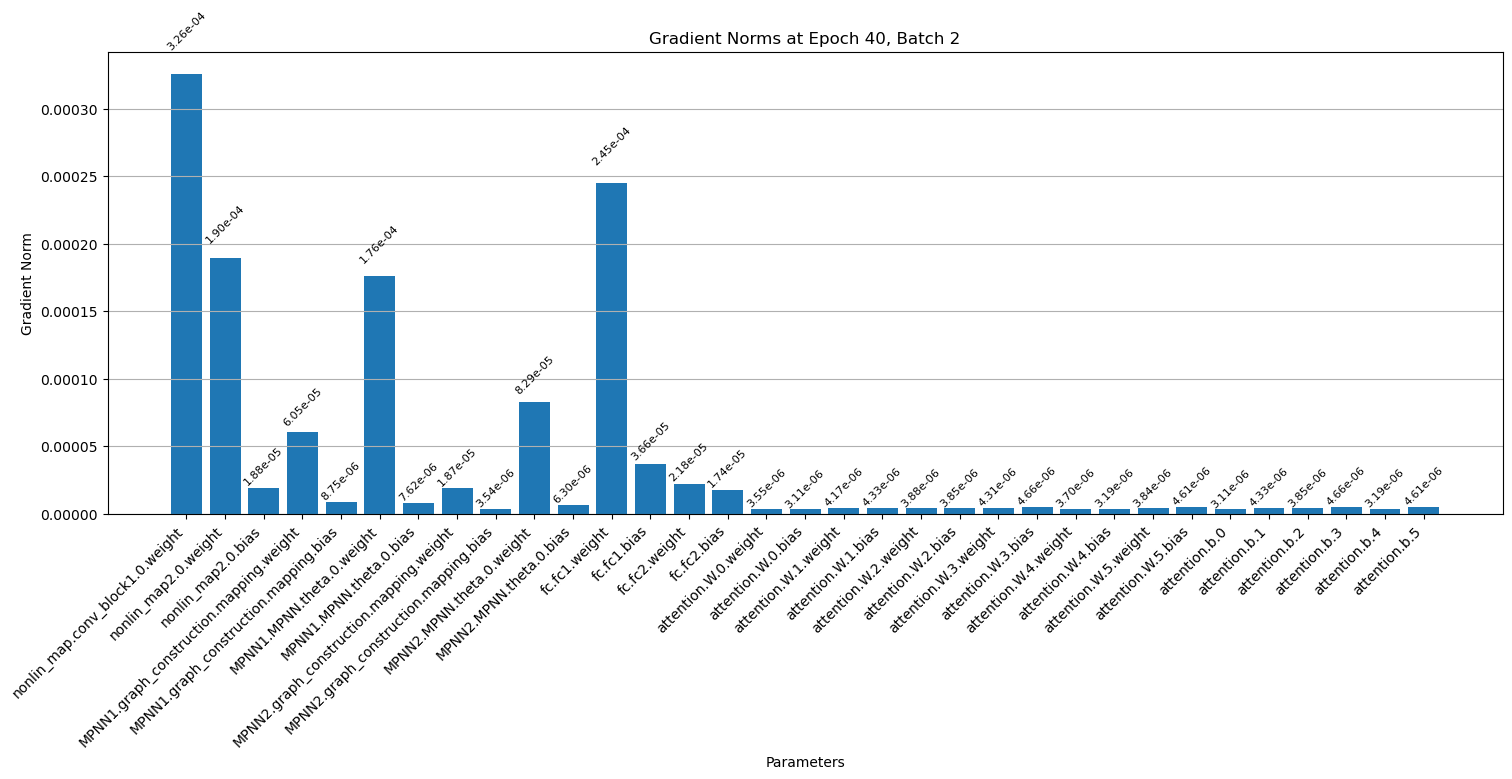 Gradient Norms at Epoch 40, Batch 2
Gradient Norm
0.00030
0.00025
0.00020
0.00015
0.00010
0.00005
0.00000
3.26e-04
1.90e-04
1.88e-05
6.05e-05
8.75e-06
1.76e-04
7.62e-06
1.87e-05
3.54e-06
8.29e-05
6.30e-06
2.45e-04
3.66e-05
2.18e-05
1.74e-05
3.55e-06
3.11e-06
4.17e-06
4.33e-06
3.88e-06
3.85e-06
4.31e-06
4.66e-06
3.70e-06
3.19e-06
3.84e-06
4.61e-06
3.11e-06
4.33e-06
3.85e-06
4.66e-06
3.19e-06
4.61e-06
nonlin_map.conv_block1.0.weight
nonlin_map2.0.weight
nonlin_map2.0.bias
MPNN1.graph_construction.mapping.weight
MPNN1.graph_construction.mapping.bias
MPNN1.MPNN.theta.0.weight
MPNN1.MPNN.theta.0.bias
MPNN2.graph_construction.mapping.weight
MPNN2.graph_construction.mapping.bias
MPNN2.MPNN.theta.0.weight
MPNN2.MPNN.theta.0.bias
fc.fc1.weight
fc.fc1.bias
fc.fc2.weight
fc.fc2.bias
attention.W.0.weight
attention.W.0.bias
attention.W.1.weight
attention.W.1.bias
attention.W.2.weight
attention.W.2.bias
attention.W.3.weight
attention.W.3.bias
attention.W.4.weight
attention.W.4.bias
attention.W.5.weight
attention.W.5.bias
attention.b.0
attention.b.1
attention.b.2
attention.b.3
attention.b.4
attention.b.5
Parameters